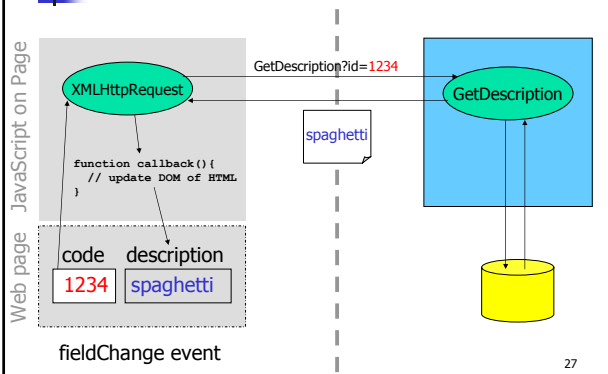 JavaScript on Page
XMLHttpRequest
GetDescription?id=1234
GetDescription
spaghetti
function callback(){
// update DOM of HTML
}
Web page
code description
1234 spaghetti
fieldChange event
27